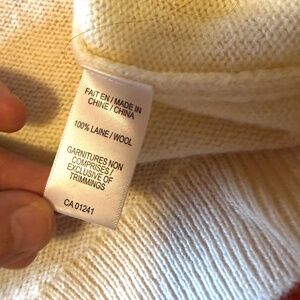 FAIT EN / MADE IN
CHINE / CHINA
100% LAINE / WOOL
GARNITURES NON
COMPRISES /
EXCLUSIVE OF
TRIMMINGS
CA 01241